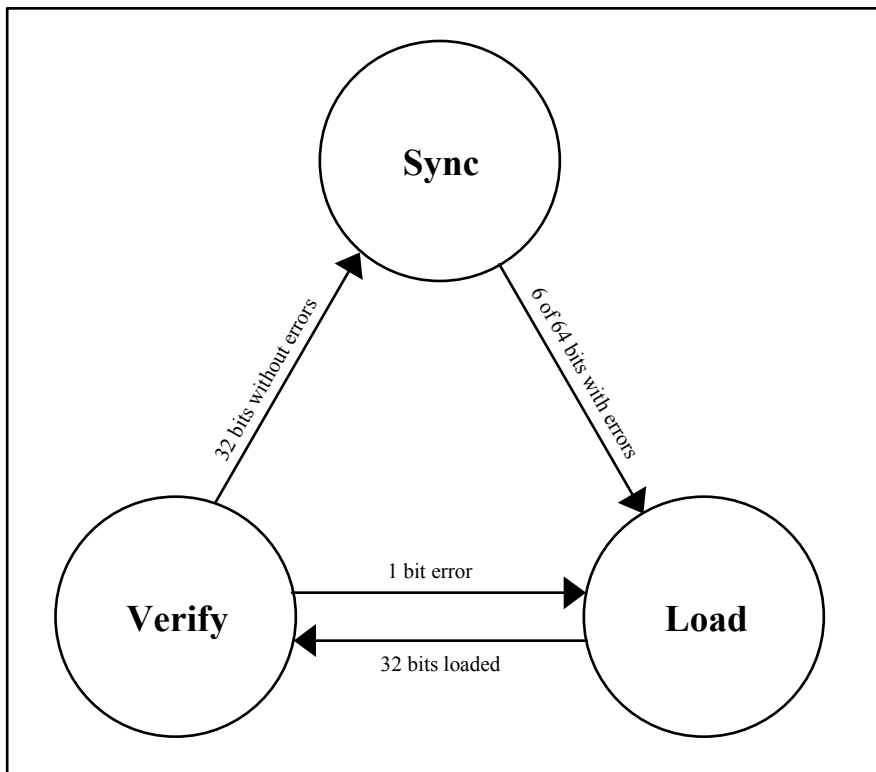 Sync
32 bits without errors
6 of 64 bits with errors
1 bit error
Verify
Load
32 bits loaded